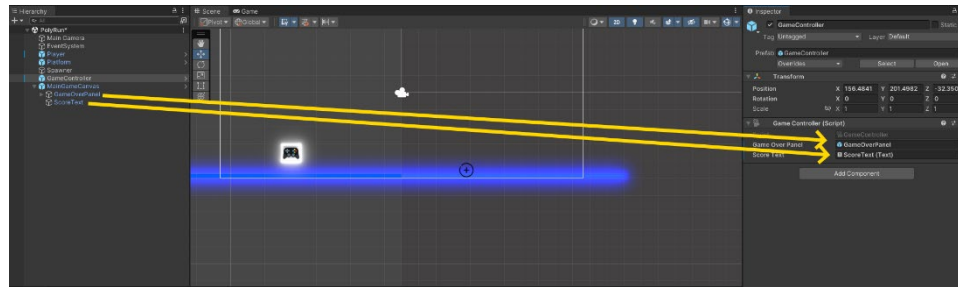 Hierarchy
PolyRun*
Main Camera
EventSystem
Player
Platform
Spawner
GameController
MainGameCanvas
GameOverPanel
ScoreText
Scene
Game
Pivot
Global
2D
Inspector
GameController
Static
Tag Untagged
Layer Default
Prefab GameController
Overrides
Select
Open
Transform
Position X 156.4841 Y 201.4982 Z -32.350
Rotation X 0 Y 0 Z 0
Scale X 1 Y 1 Z 1
Game Controller (Script)
GameController
Game Over Panel GameOverPanel
Score Text ScoreText (Text)
Add Component